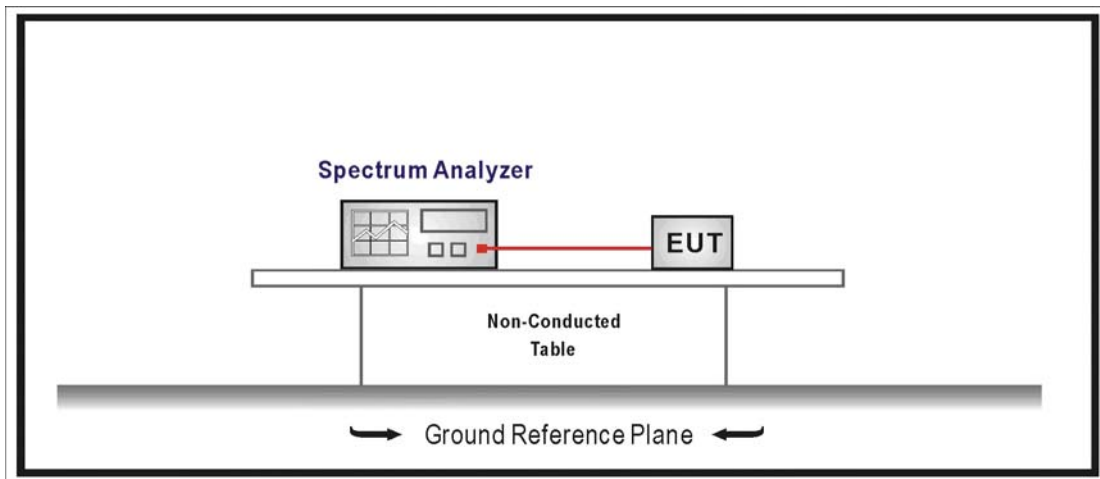 Spectrum Analyzer
EUT
Non-Conducted
Table
Ground Reference Plane